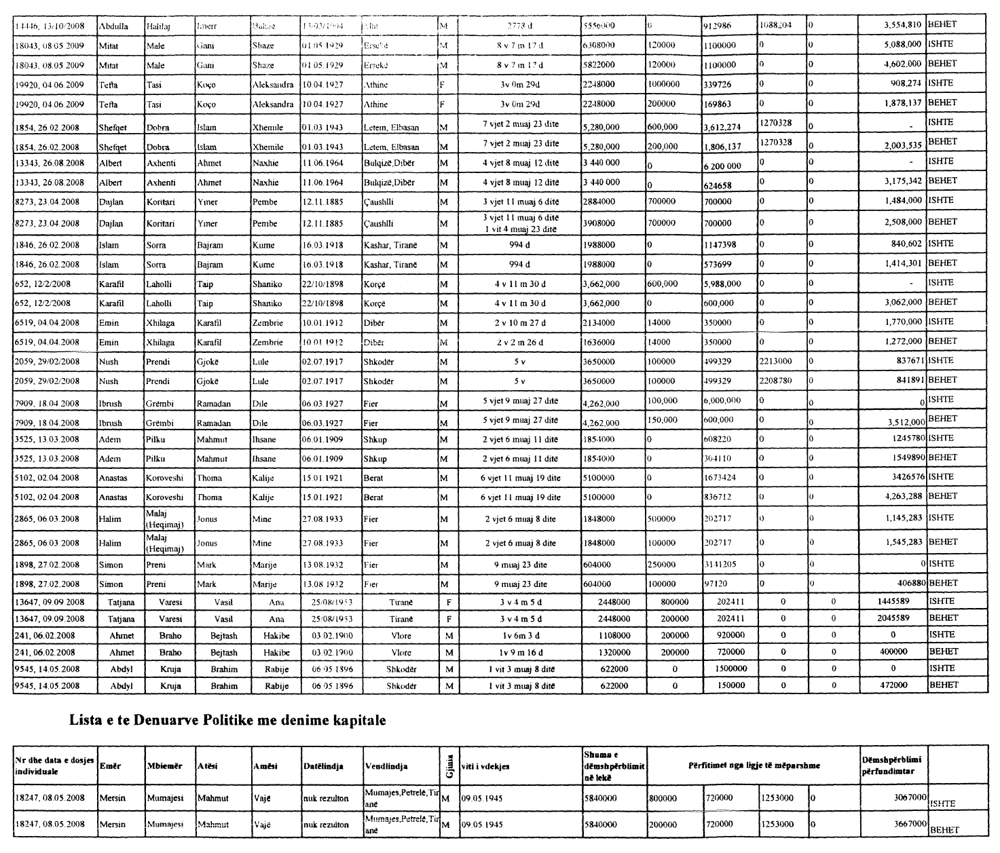 14446, 13/10/2008 Abdulla Halilaj Imerr M 2778 d 5556000 0 912986 1088204 0 3,554,810 BEHET
18043, 08.05.2009 Mitat Male Gani Shaze 01.05.1929 Ersekë M 8 v 7 m 17 d 6308000 120000 1100000 0 0 5,088,000 ISHTE
18043, 08.05.2009 Mitat Male Gani Shaze 01.05.1929 Ersekë M 8 v 7 m 17 d 5822000 120000 1100000 0 0 4,602,000 BEHET
19920, 04.06.2009 Tefta Tasi Koço Aleksandra 10.04.1927 Athine F 3v 0m 29d 2248000 1000000 339726 0 0 908,274 ISHTE
19920, 04.06.2009 Tefta Tasi Koço Aleksandra 10.04.1927 Athine F 3v 0m 29d 2248000 200000 169863 0 0 1,878,137 BEHET
1854, 26.02.2008 Shefqet Dobra Islam Xhemile 01.03.1943 Letem, Elbasan M 7 vjet 2 muaj 23 dite 5,280,000 600,000 3,612,274 1270328 0 - ISHTE
1854, 26.02.2008 Shefqet Dobra Islam Xhemile 01.03.1943 Letem, Elbasan M 7 vjet 2 muaj 23 dite 5,280,000 200,000 1,806,137 1270328 0 2,003,535 BEHET
13343, 26.08.2008 Albert Axhenti Ahmet Naxhie 11.06.1964 Bulqizë,Dibër M 4 vjet 8 muaj 12 ditë 3 440 000 0 6 200 000 0 0 - ISHTE
13343, 26.08.2008 Albert Axhenti Ahmet Naxhie 11.06.1964 Bulqizë,Dibër M 4 vjet 8 muaj 12 ditë 3 440 000 0 624658 0 0 3,175,342 BEHET
8273, 23.04.2008 Dajlan Koritari Ymer Pembe 12.11.1885 Çaushlli M 3 vjet 11 muaj 6 ditë 2884000 700000 700000 0 0 1,484,000 ISHTE
8273, 23.04.2008 Dajlan Koritari Ymer Pembe 12.11.1885 Çaushlli M 3 vjet 11 muaj 6 ditë 3908000 700000 700000 0 0 2,508,000 BEHET
1 vit 4 muaj 23 ditë
1846, 26.02.2008 Islam Sorra Bajram Kume 16.03.1918 Kashar, Tiranë M 994 d 1988000 0 1147398 0 0 840,602 ISHTE
1846, 26.02.2008 Islam Sorra Bajram Kume 16.03.1918 Kashar, Tiranë M 994 d 1988000 0 573699 0 0 1,414,301 BEHET
652, 12/2/2008 Karafil Laholli Taip Shaniko 22/10/1898 Korçë M 4 v 11 m 30 d 3,662,000 600,000 5,988,000 0 0 - ISHTE
652, 12/2/2008 Karafil Laholli Taip Shaniko 22/10/1898 Korçë M 4 v 11 m 30 d 3,662,000 0 600,000 0 0 3,062,000 BEHET
6519, 04.04.2008 Emin Xhilaga Karafil Zembrie 10.01.1912 Dibër M 2 v 10 m 27 d 2134000 14000 350000 0 0 1,770,000 ISHTE
6519, 04.04.2008 Emin Xhilaga Karafil Zembrie 10.01.1912 Dibër M 2 v 2 m 26 d 1636000 14000 350000 0 0 1,272,000 BEHET
2059, 29/02/2008 Nush Prendi Gjokë Lule 02.07.1917 Shkodër M 5 v 3650000 100000 499329 2213000 0 837671 ISHTE
2059, 29/02/2008 Nush Prendi Gjokë Lule 02.07.1917 Shkodër M 5 v 3650000 100000 499329 2208780 0 841891 BEHET
7909, 18.04.2008 Ibrush Grëmbi Ramadan Dile 06.03.1927 Fier M 5 vjet 9 muaj 27 ditë 4,262,000 100,000 6,000,000 0 0 0 ISHTE
7909, 18.04.2008 Ibrush Grëmbi Ramadan Dile 06.03.1927 Fier M 5 vjet 9 muaj 27 ditë 4,262,000 150,000 600,000 0 0 3,512,000 BEHET
3525, 13.03.2008 Adem Pilku Mahmut Ihsane 06.01.1909 Shkup M 2 vjet 6 muaj 11 ditë 1854000 0 608220 0 0 1245780 ISHTE
3525, 13.03.2008 Adem Pilku Mahmut Ihsane 06.01.1909 Shkup M 2 vjet 6 muaj 11 ditë 1854000 0 304110 0 0 1549890 BEHET
5102, 02.04.2008 Anastas Koroveshi Thoma Kalije 15.01.1921 Berat M 6 vjet 11 muaj 19 dite 5100000 0 1673424 0 0 3426576 ISHTE
5102, 02.04.2008 Anastas Koroveshi Thoma Kalije 15.01.1921 Berat M 6 vjet 11 muaj 19 dite 5100000 0 836712 0 0 4,263,288 BEHET
2865, 06.03.2008 Halim Malaj (Heqimaj) Jonus Mine 27.08.1933 Fier M 2 vjet 6 muaj 8 dite 1848000 500000 202717 0 0 1,145,283 ISHTE
2865, 06.03.2008 Halim Malaj (Heqimaj) Jonus Mine 27.08.1933 Fier M 2 vjet 6 muaj 8 dite 1848000 100000 202717 0 0 1,545,283 BEHET
1898, 27.02.2008 Simon Preni Mark Marije 13.08.1932 Fier M 9 muaj 23 dite 604000 250000 3141205 0 0 0 ISHTE
1898, 27.02.2008 Simon Preni Mark Marije 13.08.1932 Fier M 9 muaj 23 dite 604000 100000 97120 0 0 406880 BEHET
13647, 09.09.2008 Tatjana Varesi Vasil Ana 25/08/1953 Tiranë F 3 v 4 m 5 d 2448000 800000 202411 0 0 1445589 ISHTE
13647, 09.09.2008 Tatjana Varesi Vasil Ana 25/08/1953 Tiranë F 3 v 4 m 5 d 2448000 200000 202411 0 0 2045589 BEHET
241, 06.02.2008 Ahmet Braho Bejtash Hakibe 03.02.1900 Vlore M 1v 6m 3 d 1108000 200000 920000 0 0 0 ISHTE
241, 06.02.2008 Ahmet Braho Bejtash Hakibe 03.02.1900 Vlore M 1v 9 m 16 d 1320000 200000 720000 0 0 400000 BEHET
9545, 14.05.2008 Abdyl Kruja Brahim Rabije 06.05.1896 Shkodër M 1 vit 3 muaj 8 ditë 622000 0 1500000 0 0 0 ISHTE
9545, 14.05.2008 Abdyl Kruja Brahim Rabije 06.05.1896 Shkodër M 1 vit 3 muaj 8 ditë 622000 0 150000 0 0 472000 BEHET
Lista e te Denuarve Politike me denime kapitale
Nr dhe data e dosjes individuale Emër Mbiemër Atësi Amësi Datëlindja Vendlindja Gjinia viti i vdekjes Shuma e dëmshpërblimit në lekë Përfitimet nga ligje të mëparshme Dëmshpërblimi përfundimtar
18247, 08.05.2008 Mersin Mumajesi Mahmut Vajë nuk rezulton Mumajes,Petrelë,Tiranë M 09.05.1945 5840000 800000 720000 1253000 0 3067000 ISHTE
18247, 08.05.2008 Mersin Mumajesi Mahmut Vajë nuk rezulton Mumajes,Petrelë,Tiranë M 09.05.1945 5840000 200000 720000 1253000 0 3667000 BEHET